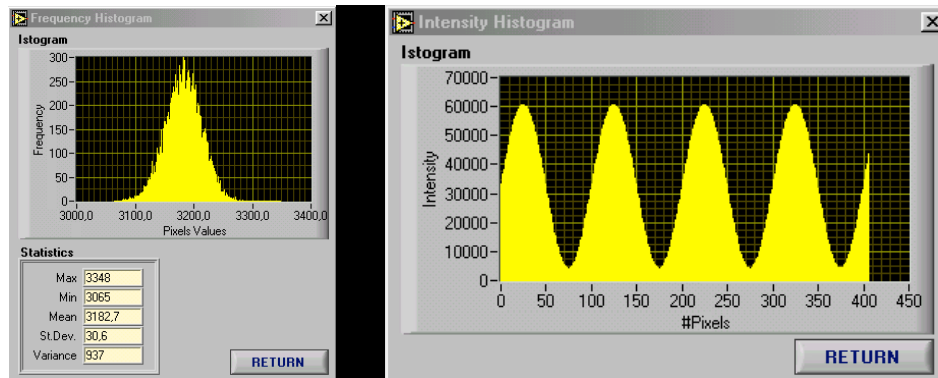 Frequency Histogram
Istogram
300
250
200
150
100
50
0
Frequency
3000,0 3100,0 3200,0 3300,0 3400,0
Pixels Values
Statistics
Max 3348
Min 3065
Mean 3182,7
St.Dev. 30,6
Variance 937
RETURN
Intensity Histogram
Istogram
70000
60000
50000
40000
30000
20000
10000
0
Intensity
0 50 100 150 200 250 300 350 400 450
#Pixels
RETURN